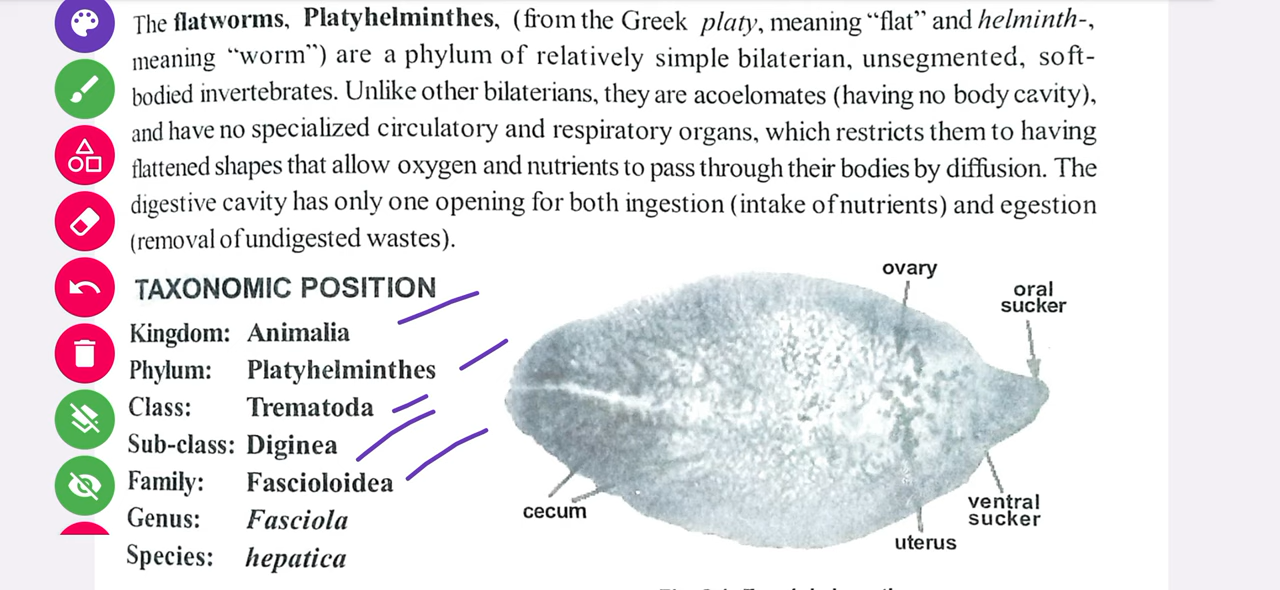 The flatworms, Platyhelminthes, (from the Greek platy, meaning “flat” and helminth-,
meaning “worm”) are a phylum of relatively simple bilaterian, unsegmented, soft-
bodied invertebrates. Unlike other bilaterians, they are acoelomates (having no body cavity),
and have no specialized circulatory and respiratory organs, which restricts them to having
flattened shapes that allow oxygen and nutrients to pass through their bodies by diffusion. The
digestive cavity has only one opening for both ingestion (intake of nutrients) and egestion
(removal of undigested wastes).
TAXONOMIC POSITION
Kingdom: Animalia
Phylum: Platyhelminthes
Class: Trematoda
Sub-class: Diginea
Family: Fascioloidea
Genus: Fasciola
Species: hepatica
ovary
oral
sucker
cecum
ventral
sucker
uterus